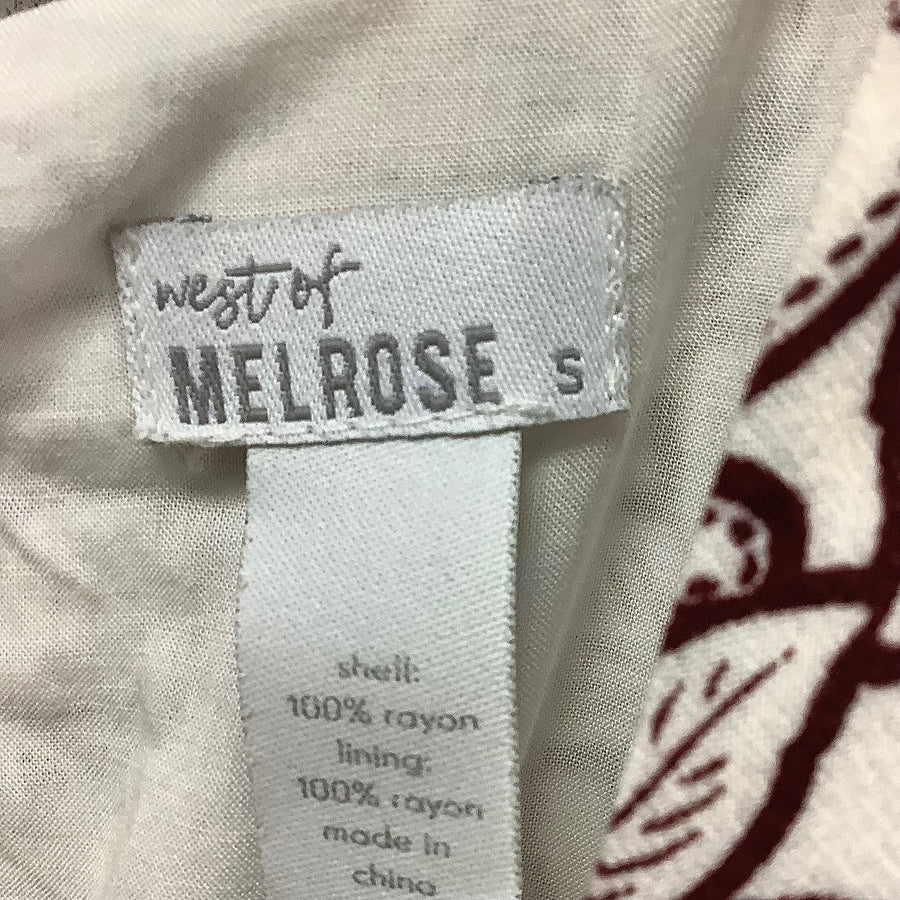 west of
MELROSE S
shell:
100% rayon
lining:
100% rayon
made in
china